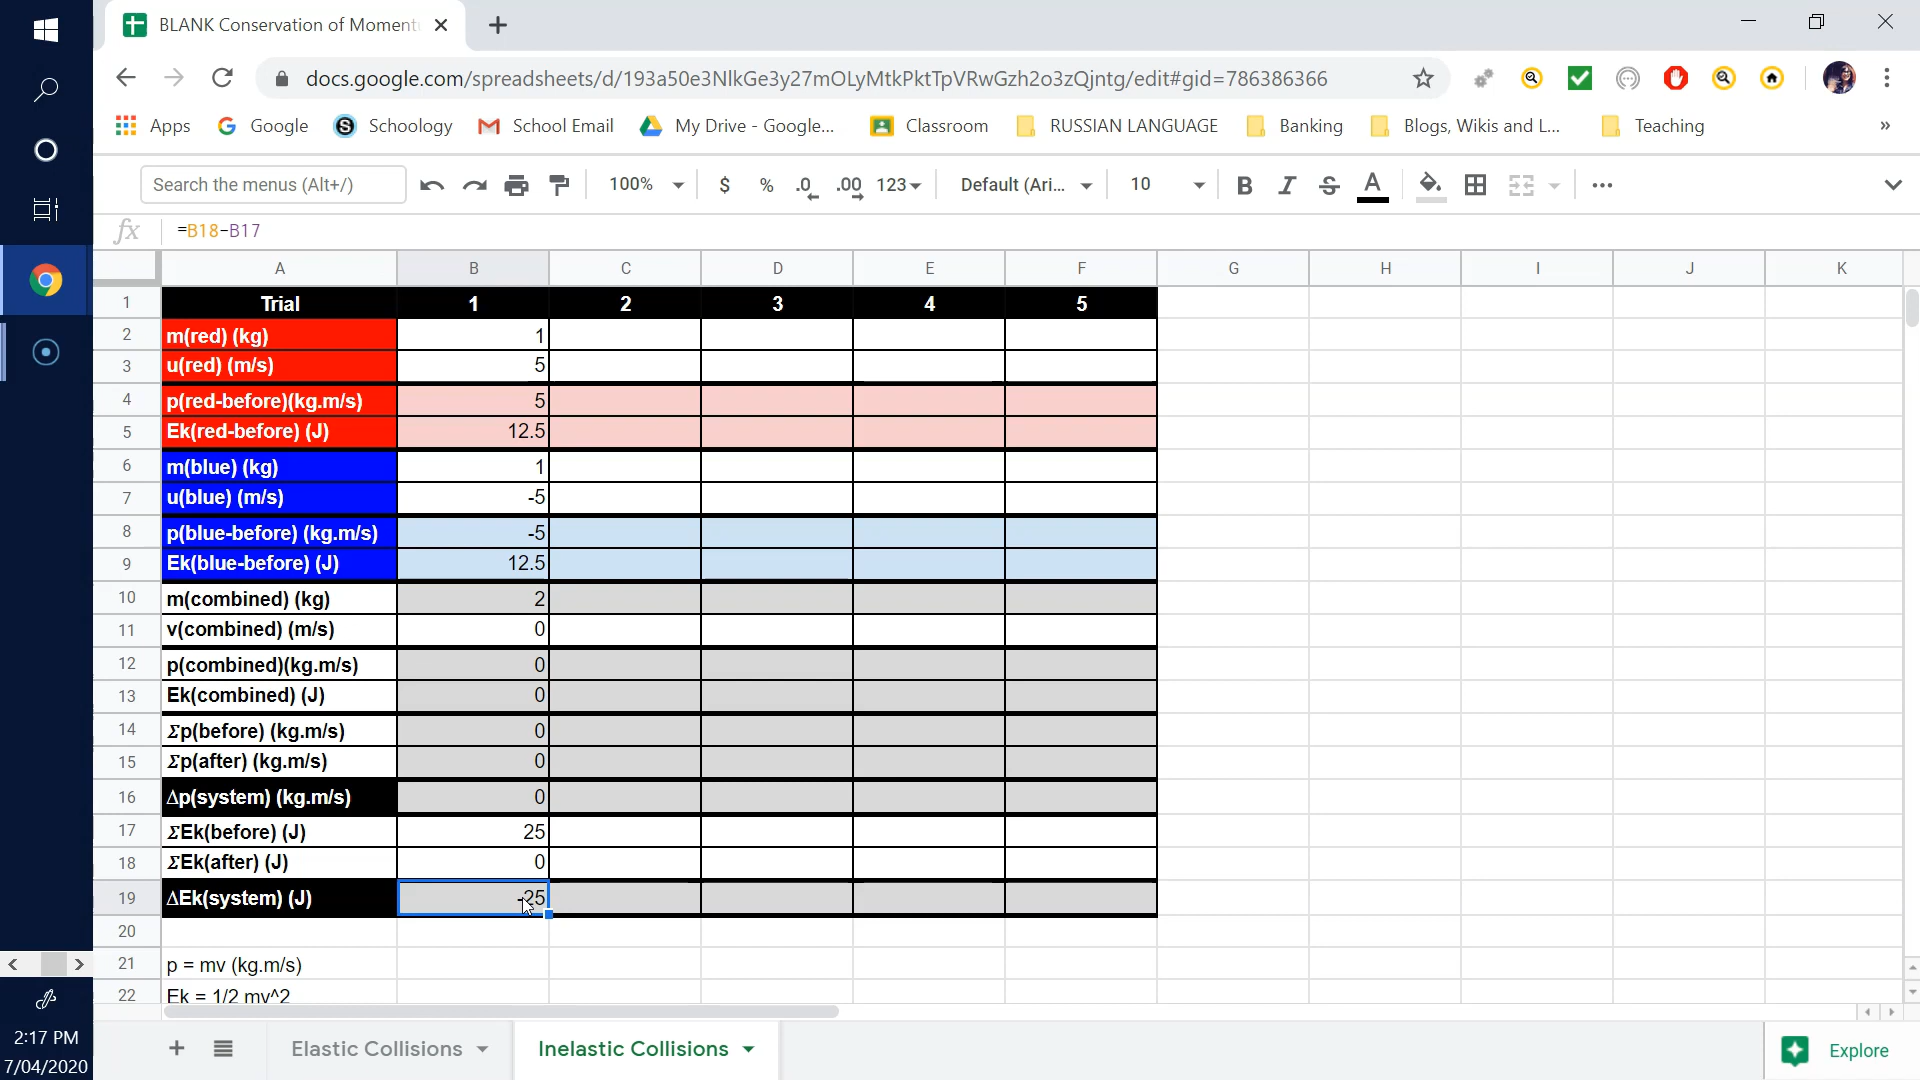 BLANK Conservation of Moment
docs.google.com/spreadsheets/d/193a50e3NlkGe3y27mOLyMtkPktTpVRwGzh2o3zQjntg/edit#gid=786386366
Apps Google Schoology School Email My Drive - Google... Classroom RUSSIAN LANGUAGE Banking Blogs, Wikis and L... Teaching »
Search the menus (Alt+/) 100% $ % .0 .00 123 Default (Ari... 10 B I S A
fx =B18-B17
A B C D E F G H I J K
1 Trial 1 2 3 4 5
2 m(red) (kg) 1
3 u(red) (m/s) 5
4 p(red-before)(kg.m/s) 5
5 Ek(red-before) (J) 12.5
6 m(blue) (kg) 1
7 u(blue) (m/s) -5
8 p(blue-before) (kg.m/s) -5
9 Ek(blue-before) (J) 12.5
10 m(combined) (kg) 2
11 v(combined) (m/s) 0
12 p(combined)(kg.m/s) 0
13 Ek(combined) (J) 0
14 Σp(before) (kg.m/s) 0
15 Σp(after) (kg.m/s) 0
16 Δp(system) (kg.m/s) 0
17 ΣEk(before) (J) 25
18 ΣEk(after) (J) 0
19 ΔEk(system) (J) -25
20
21 p = mv (kg.m/s)
22 Ek = 1/2 mv^2
2:17 PM
7/04/2020
Elastic Collisions Inelastic Collisions Explore